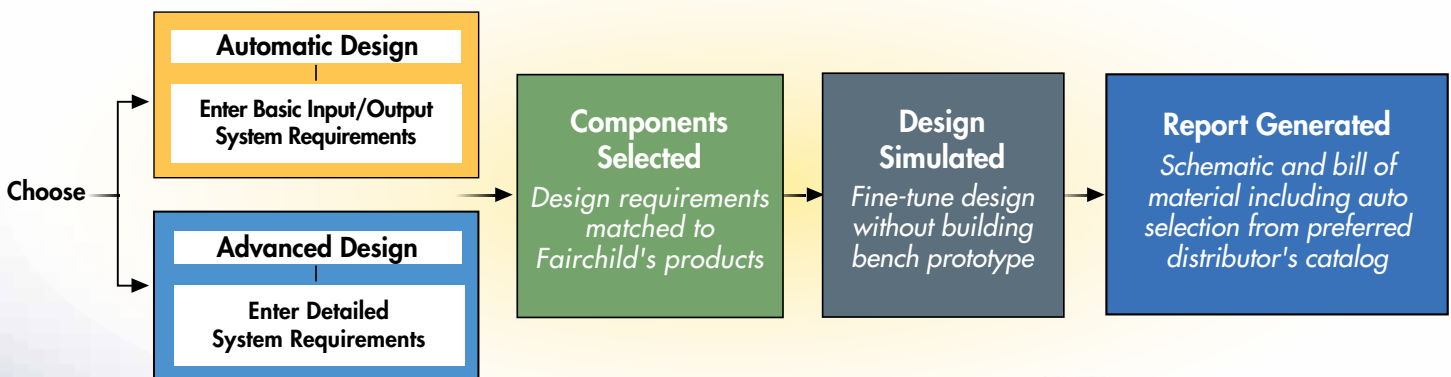 Choose
Automatic Design
Enter Basic Input/Output
System Requirements
Advanced Design
Enter Detailed
System Requirements
Components
Selected
Design requirements
matched to
Fairchild's products
Design
Simulated
Fine-tune design
without building
bench prototype
Report Generated
Schematic and bill of
material including auto
selection from preferred
distributor's catalog